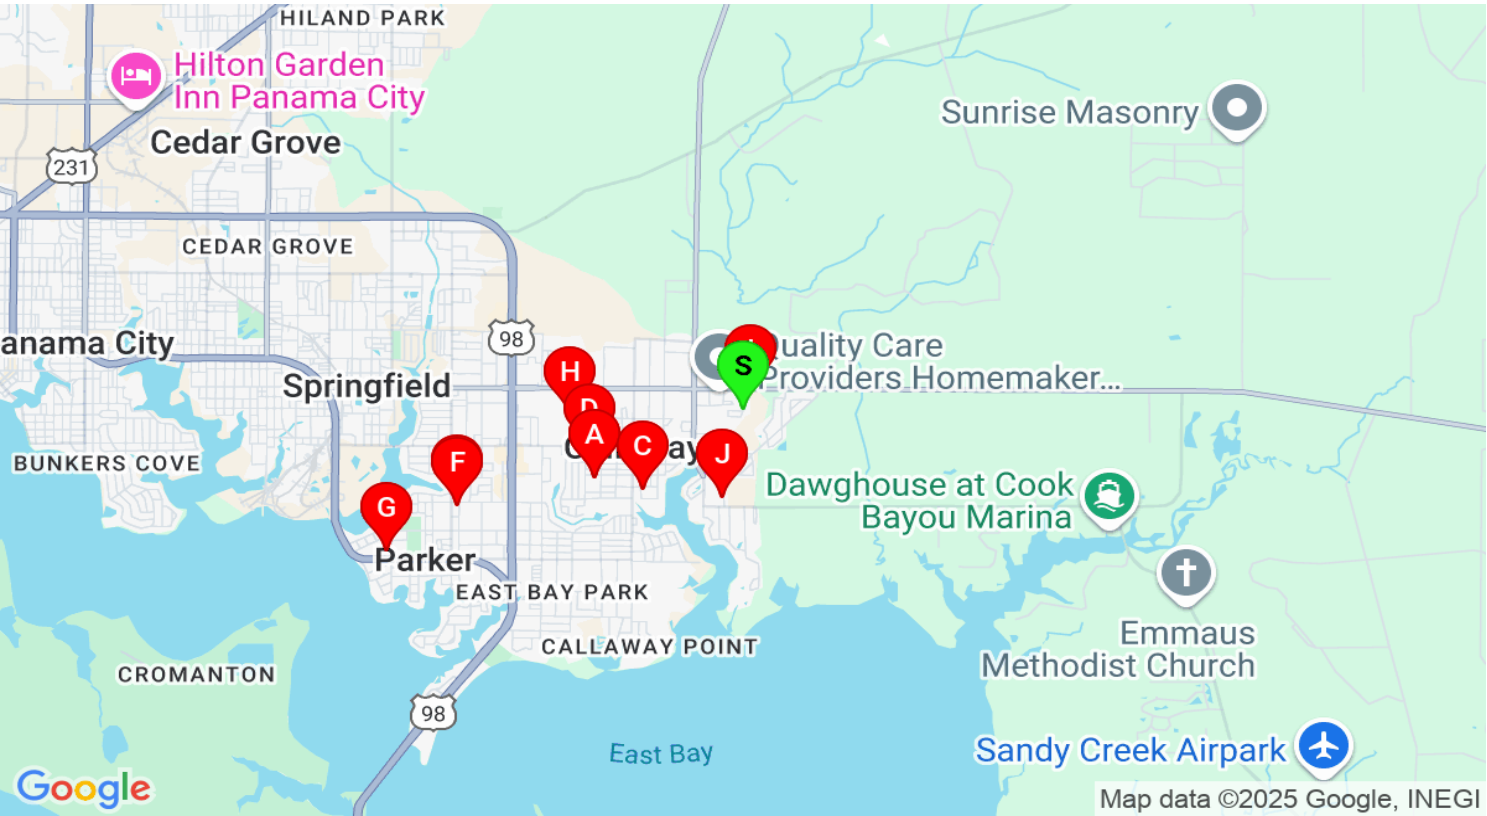 HILAND PARK
Hilton Garden
Inn Panama City
Sunrise Masonry
Cedar Grove
231
CEDAR GROVE
98
anama City
Quality Care
Providers Homemaker...
H
S
Springfield
D
A
C
J
F
BUNKERS COVE
Dawghouse at Cook
Bayou Marina
G
Parker
EAST BAY PARK
CALLAWAY POINT
Emmaus
Methodist Church
CROMANTON
98
East Bay
Sandy Creek Airpark
Google
Map data ©2025 Google, INEGI